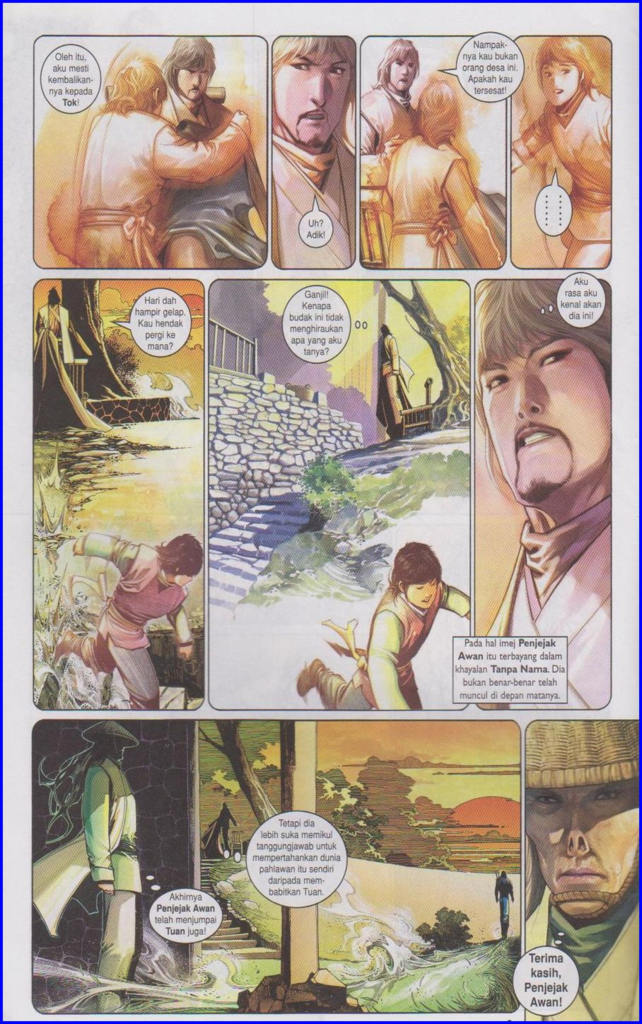 Oleh itu,
aku mesti
kembalikan-
nya kepada
Tok!
Uh?
Adik!
Nampak-
nya kau bukan
orang desa ini.
Apakah kau
tersesat!
Hari dah
hampir gelap.
Kau hendak
pergi ke
mana?
Ganjil!
Kenapa
budak ini tidak
menghiraukan
apa yang aku
tanya?
Aku
rasa aku
kenal akan
dia ini!
Pada hal imej Penjejak
Awan itu terbayang dalam
khayalan Tanpa Nama. Dia
bukan benar-benar telah
muncul di depan matanya.
Akhirnya
Penjejak Awan
telah menjumpai
Tuan juga!
Tetapi dia
lebih suka memikul
tanggungjawab untuk
mempertahankan dunia
pahlawan itu sendiri
daripada mem-
babitkan Tuan.
Terima
kasih,
Penjejak
Awan!